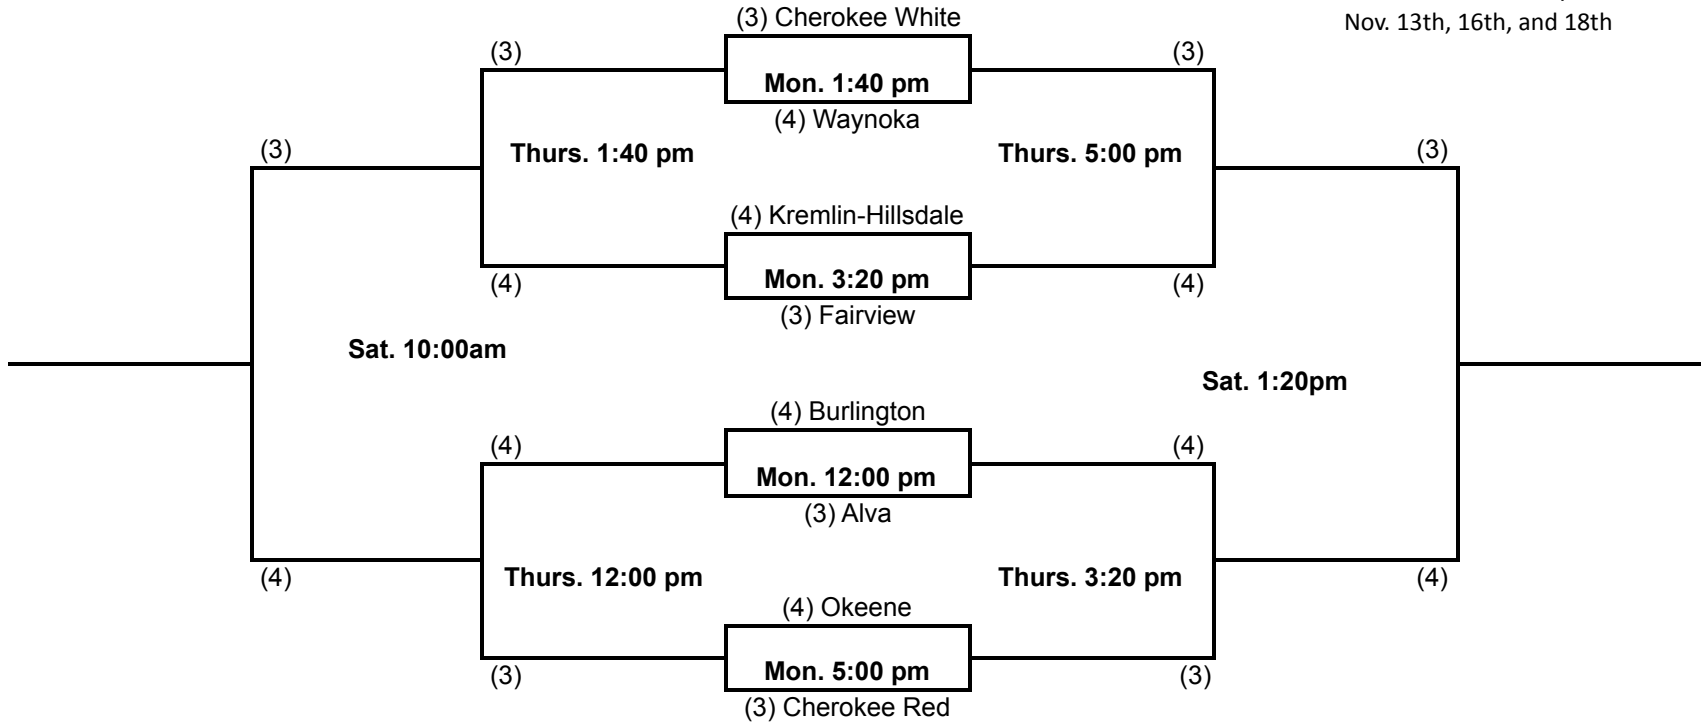 (3) Cherokee White
Nov. 13th, 16th, and 18th
(3)
(3)
Mon. 1:40 pm
(4) Waynoka
(3)
Thurs. 1:40 pm
Thurs. 5:00 pm
(3)
(4) Kremlin-Hillsdale
(4)
Mon. 3:20 pm
(4)
(3) Fairview
Sat. 10:00am
Sat. 1:20pm
(4) Burlington
(4)
(4)
Mon. 12:00 pm
(3) Alva
(4)
Thurs. 12:00 pm
Thurs. 3:20 pm
(4)
(4) Okeene
(3)
Mon. 5:00 pm
(3)
(3) Cherokee Red